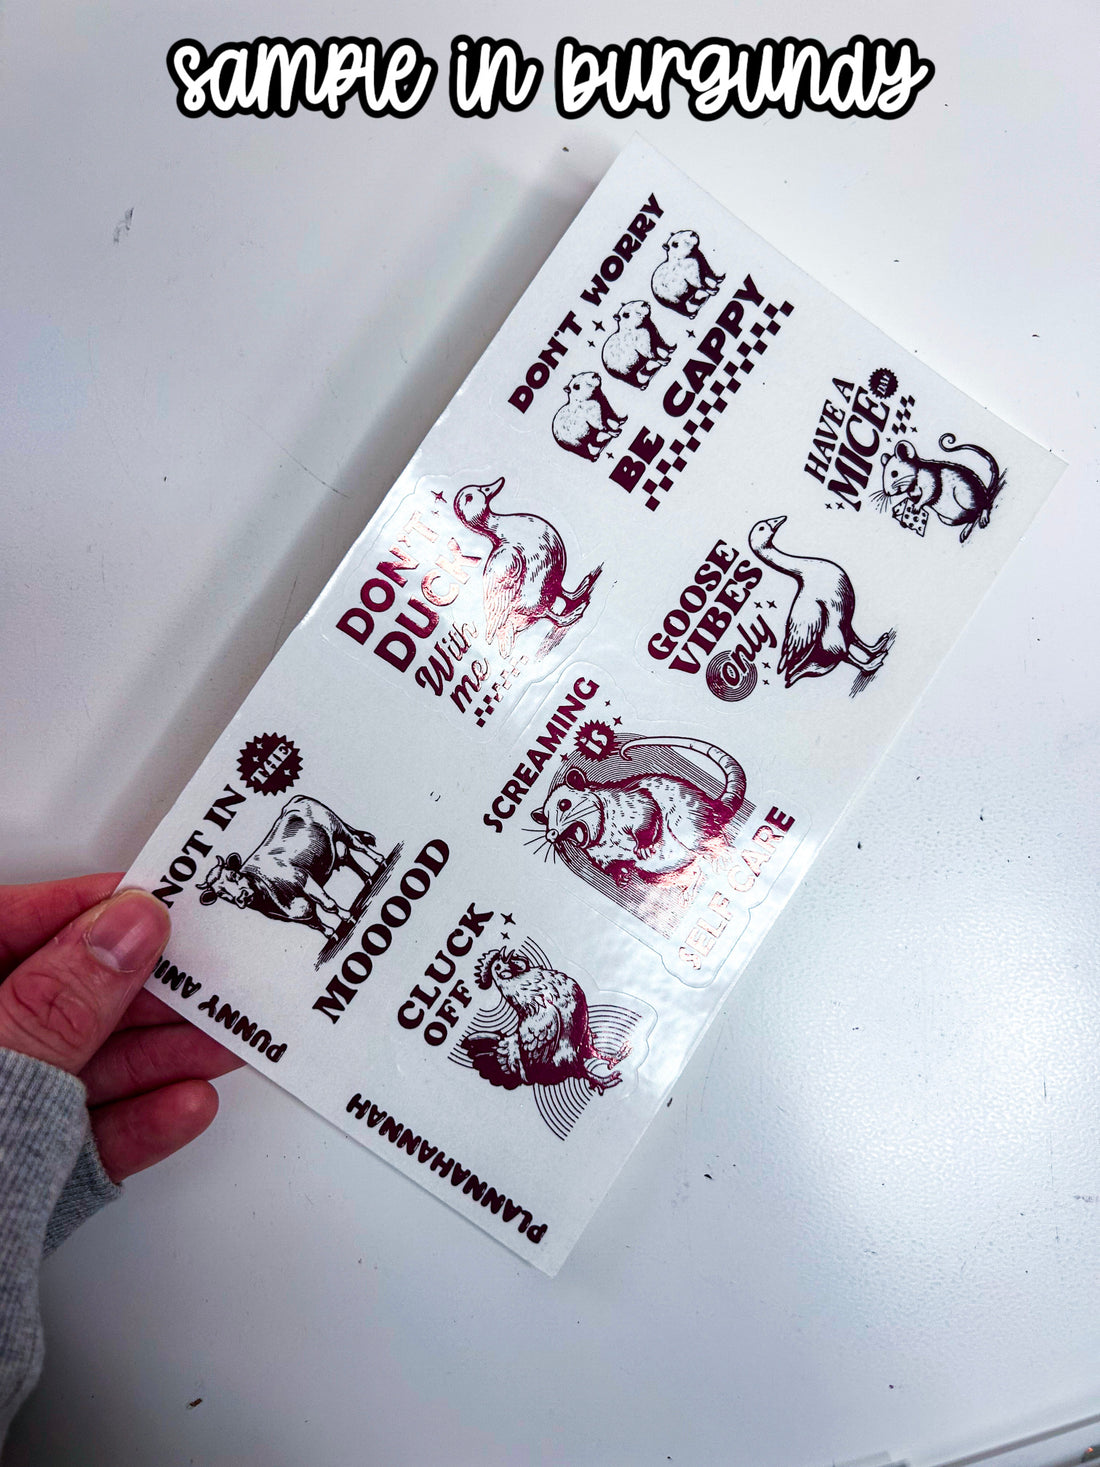 sample in burgundy
DON'T WORRY
BE CAPPY
HAVE A
MICE
DAY
DON'T
DUCK
With
me
GOOSE
VIBES
Only
SCREAMING
is
SELF CARE
NOT IN
THE
MOOOOD
CLUCK
OFF
PUNNY
PLANNAHANNAH